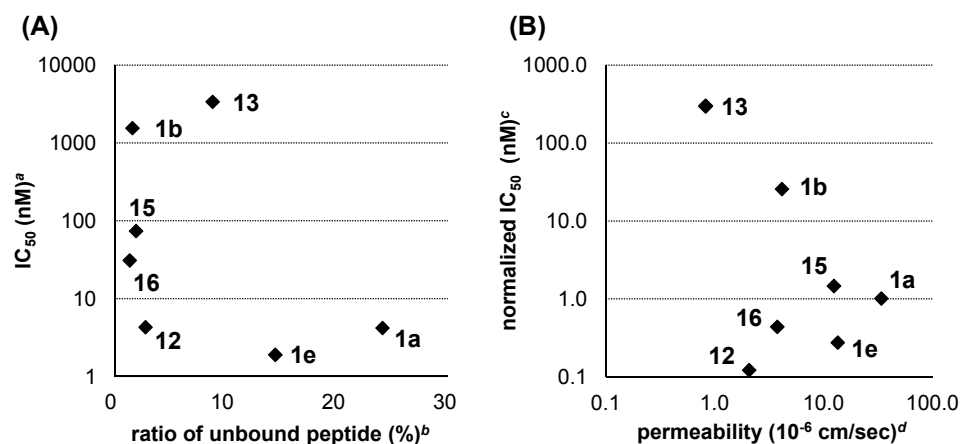 (A)
IC50 (nM)a
10000
1000
100
10
1
13
1b
15
16
12
1e
1a
0
10
20
30
ratio of unbound peptide (%)b
(B)
normalized IC50 (nM)c
1000.0
100.0
10.0
1.0
0.1
13
1b
15
1a
16
1e
12
0.1
1.0
10.0
100.0
permeability (10-6 cm/sec)d